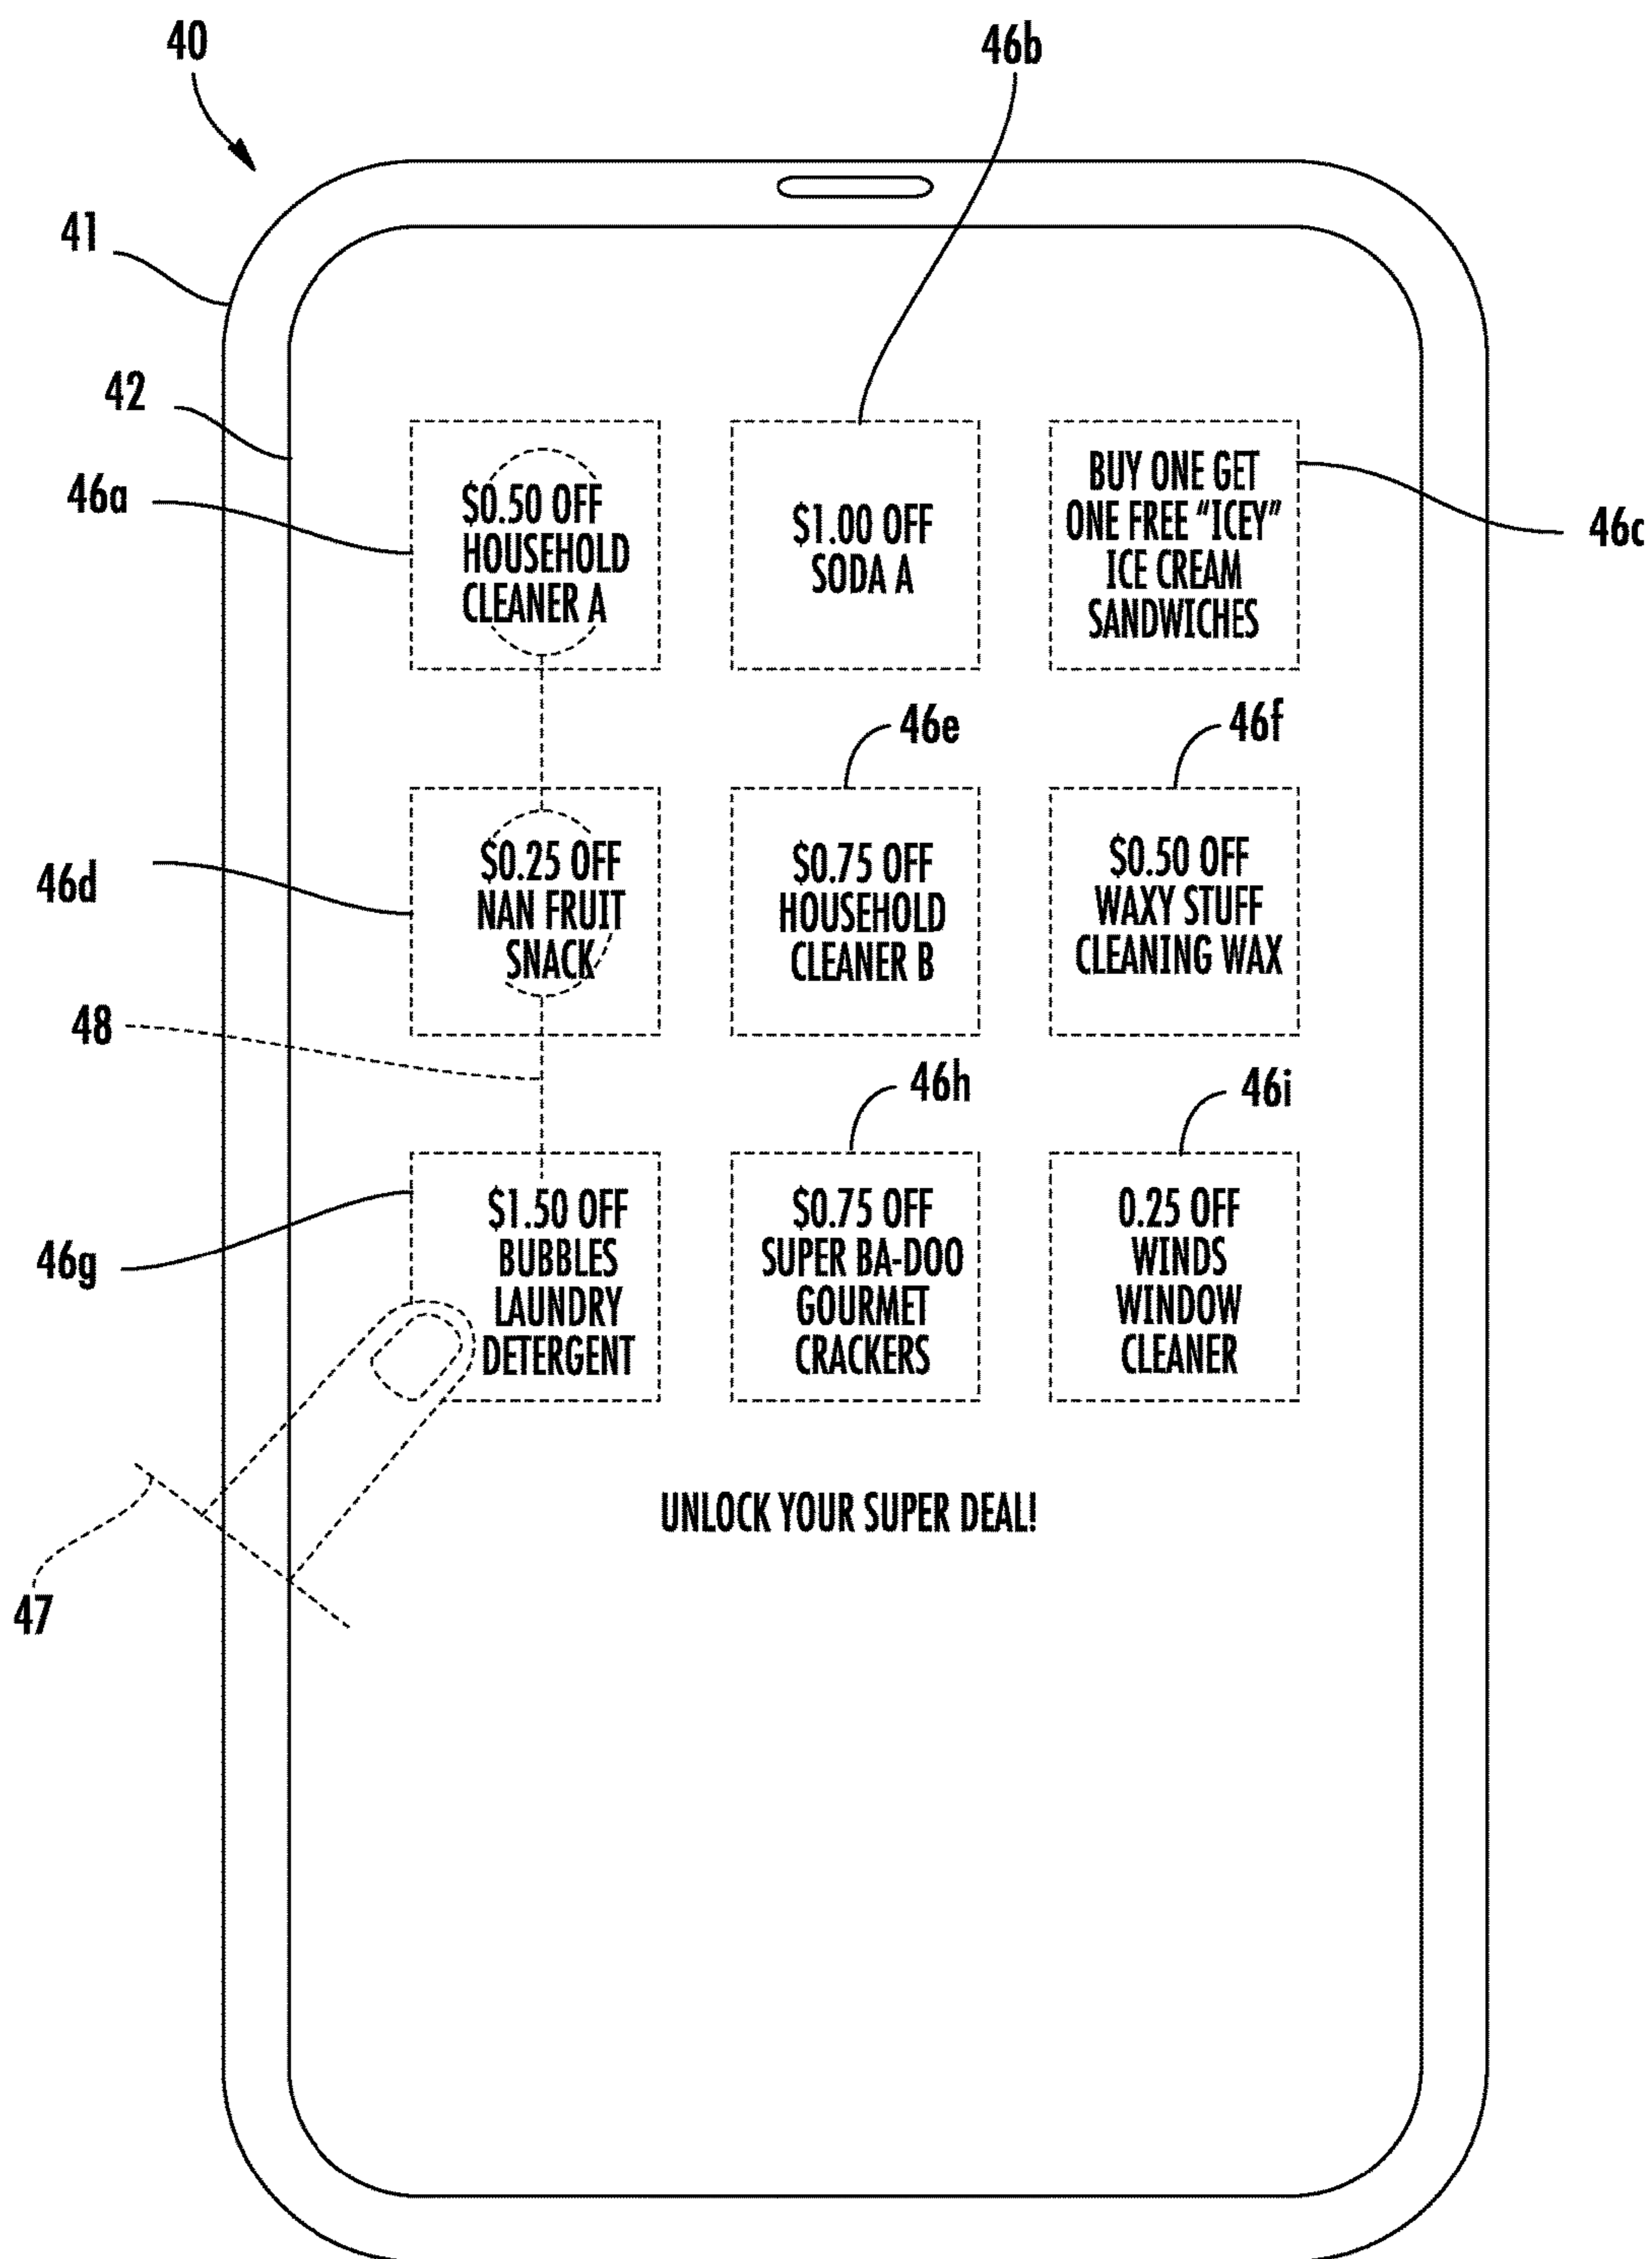 40
46b
41
42
46a
$0.50 OFF
HOUSEHOLD
CLEANER A
$1.00 OFF
SODA A
BUY ONE GET
ONE FREE “ICEY”
ICE CREAM
SANDWICHES
46c
46e
46f
46d
$0.25 OFF
NAN FRUIT
SNACK
$0.75 OFF
HOUSEHOLD
CLEANER B
$0.50 OFF
WAXY STUFF
CLEANING WAX
48
46h
46i
46g
$1.50 OFF
BUBBLES
LAUNDRY
DETERGENT
$0.75 OFF
SUPER BA-DOO
GOURMET
CRACKERS
0.25 OFF
WINDS
WINDOW
CLEANER
UNLOCK YOUR SUPER DEAL!
47